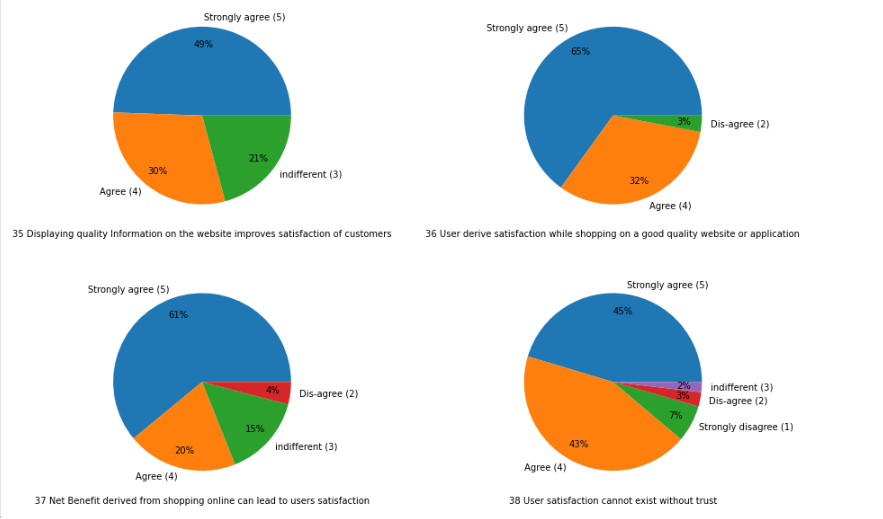 Strongly agree (5)
49%
30%
21%
Agree (4)
indifferent (3)
35 Displaying quality Information on the website improves satisfaction of customers
Strongly agree (5)
65%
3%
Dis-agree (2)
32%
Agree (4)
36 User derive satisfaction while shopping on a good quality website or application
Strongly agree (5)
61%
4%
Dis-agree (2)
15%
indifferent (3)
20%
Agree (4)
37 Net Benefit derived from shopping online can lead to users satisfaction
Strongly agree (5)
45%
2%
indifferent (3)
3%
Dis-agree (2)
7%
Strongly disagree (1)
43%
Agree (4)
38 User satisfaction cannot exist without trust